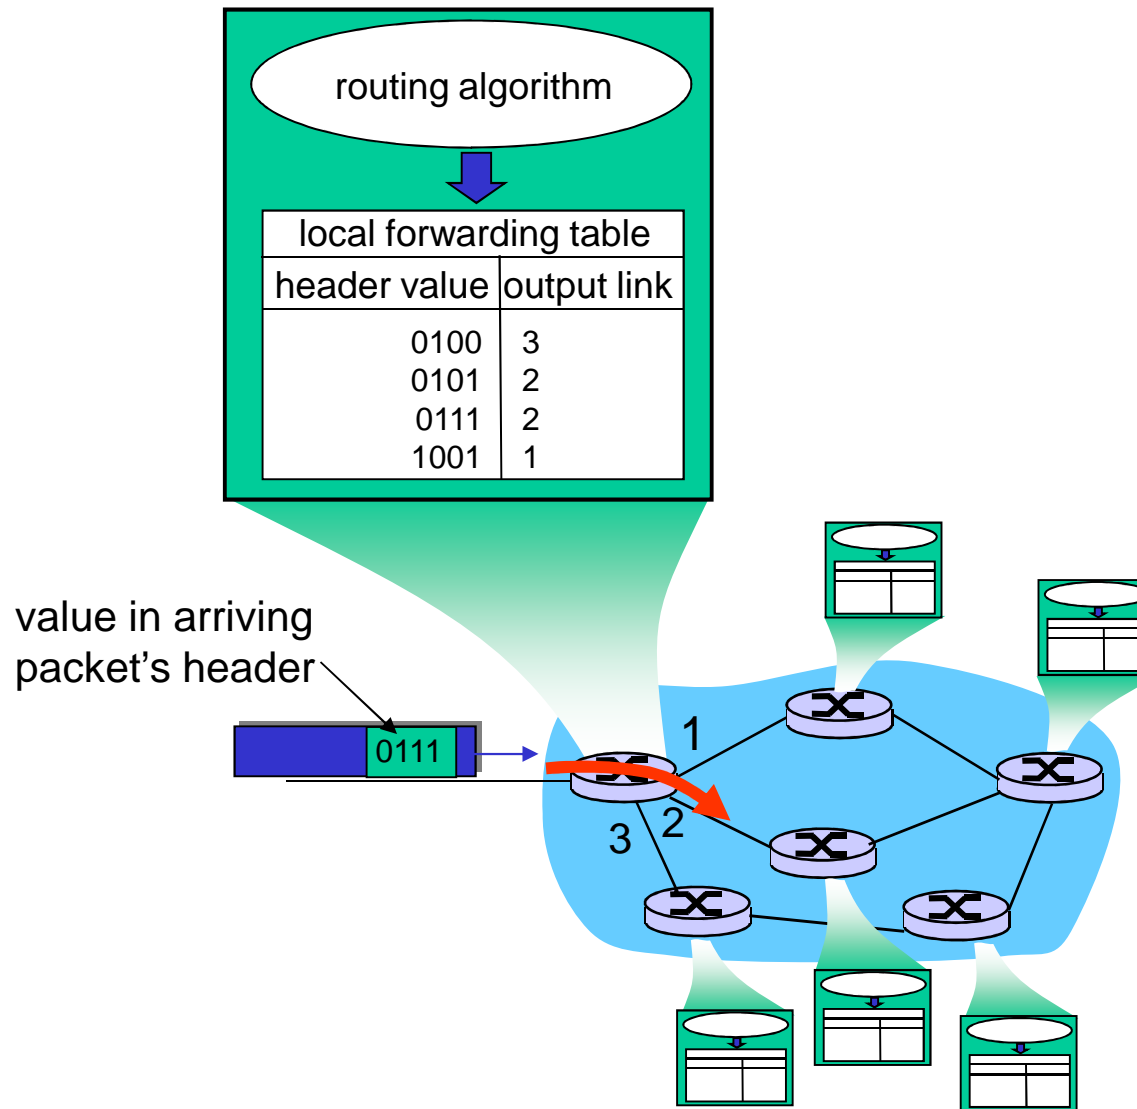 routing algorithm
local forwarding table
header value output link
0100 3
0101 2
0111 2
1001 1
value in arriving
packet's header
0111
1
2
3